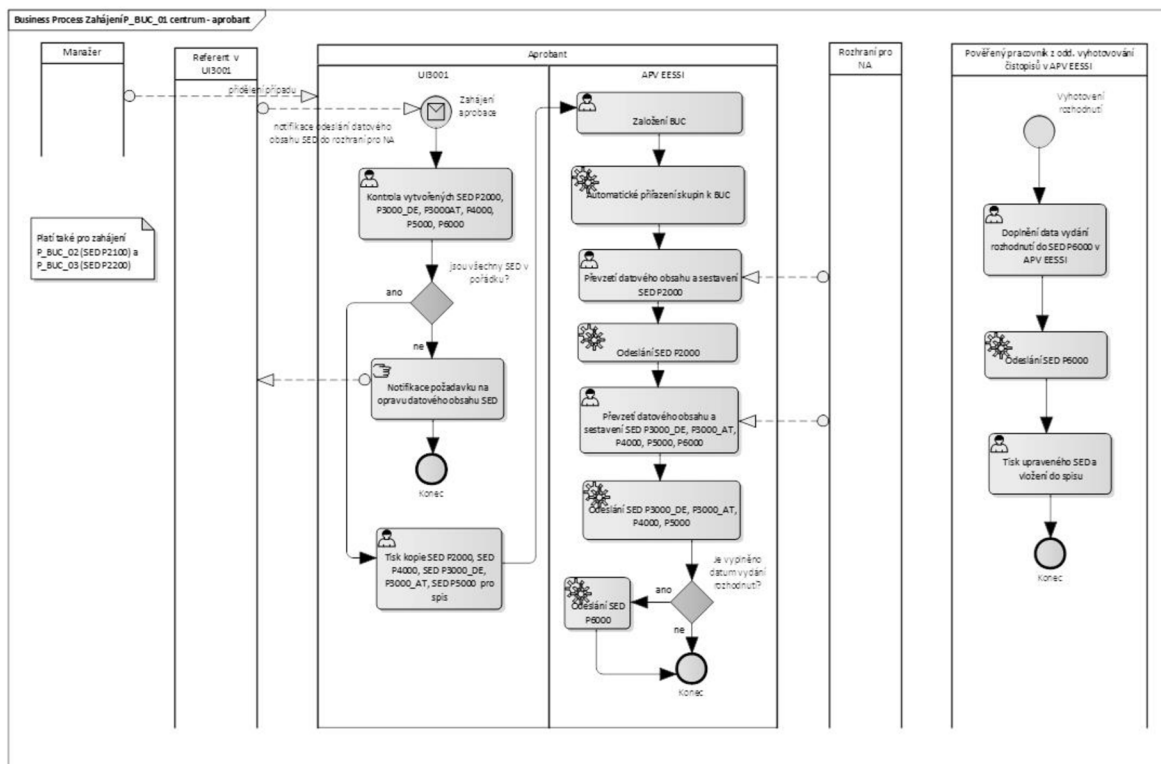 Business Process Zahájení P_BUC_01 centrum - aprobant
Manažer
Referent v
UI3001
Aprobant
UI3001
APV EESSI
Rozhraní pro
NA
Pověřený pracovník z odd. vyhotovování
čistopisů v APV EESSI
přidělení případu
notifikace odeslání datového
obsahu SED do rozhraní pro NA
Platí také pro zahájení
P_BUC_02 (SED P2100) a
P_BUC_03 (SED P2200)
Zahájení
aprobace
Kontrola vytvořených SED P2000,
P3000_DE, P3000AT, P4000,
P5000, P6000
jsou všechny SED v
pořádku?
ano
ne
Notifikace požadavku na
opravu datového obsahu SED
Konec
Tisk kopie SED P2000, SED
P4000, SED P3000_DE,
P3000_AT, SED P5000 pro
spis
Založení BUC
Automatické přiřazení skupin k BUC
Převzetí datového obsahu a sestavení
SED P2000
Odeslání SED P2000
Převzetí datového obsahu a
sestavení SED P3000_DE, P3000_AT,
P4000, P5000, P6000
Odeslání SED P3000_DE, P3000_AT,
P4000, P5000
Je vyplněno
datum vydání
rozhodnutí?
ano
ne
Odeslání SED
P6000
Konec
Vyhotovení
rozhodnutí
Doplnění data vydání
rozhodnutí do SED P6000 v
APV EESSI
Odeslání SED P6000
Tisk upraveného SED a
vložení do spisu
Konec